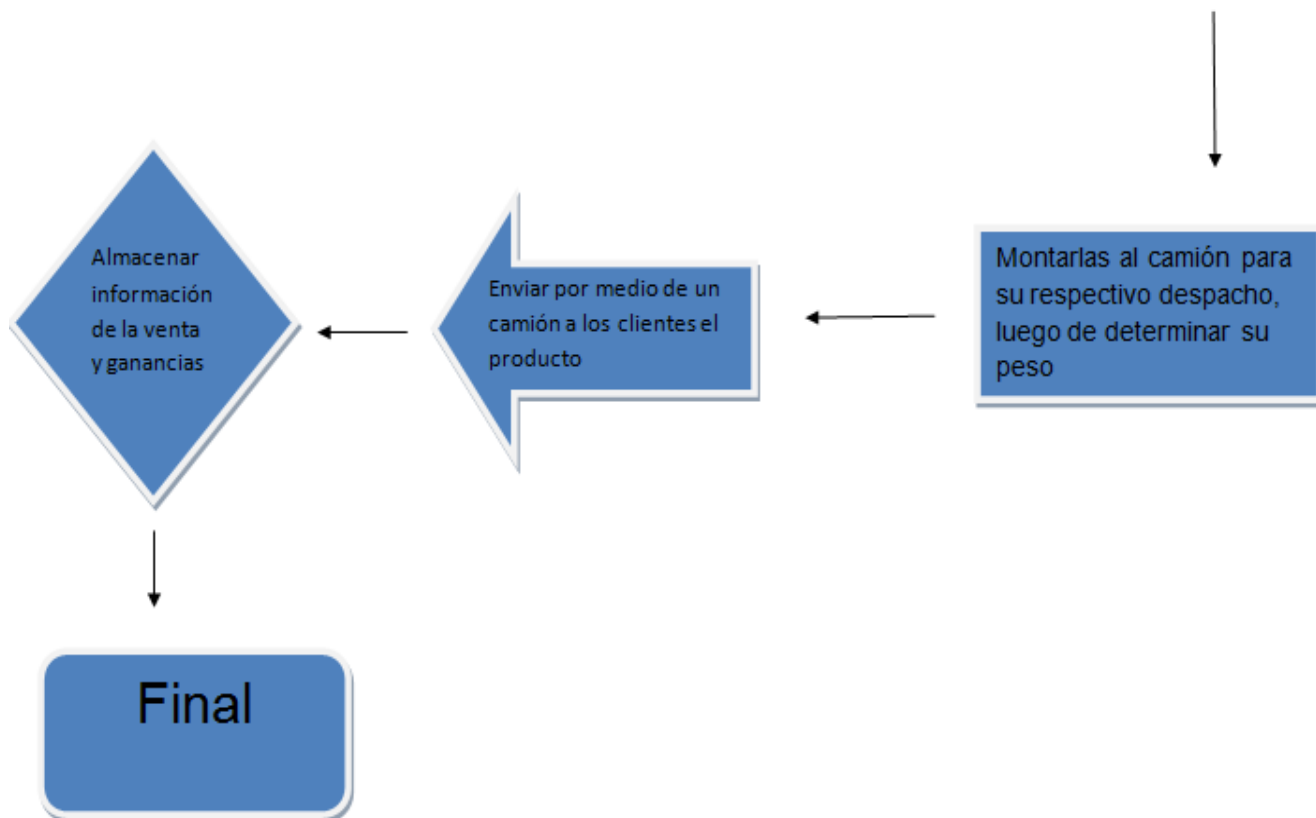 Montarlas al camión para
su respectivo despacho,
luego de determinar su
peso
Enviar por medio de un
camión a los clientes el
producto
Almacenar
información
de la venta
y ganancias
Final